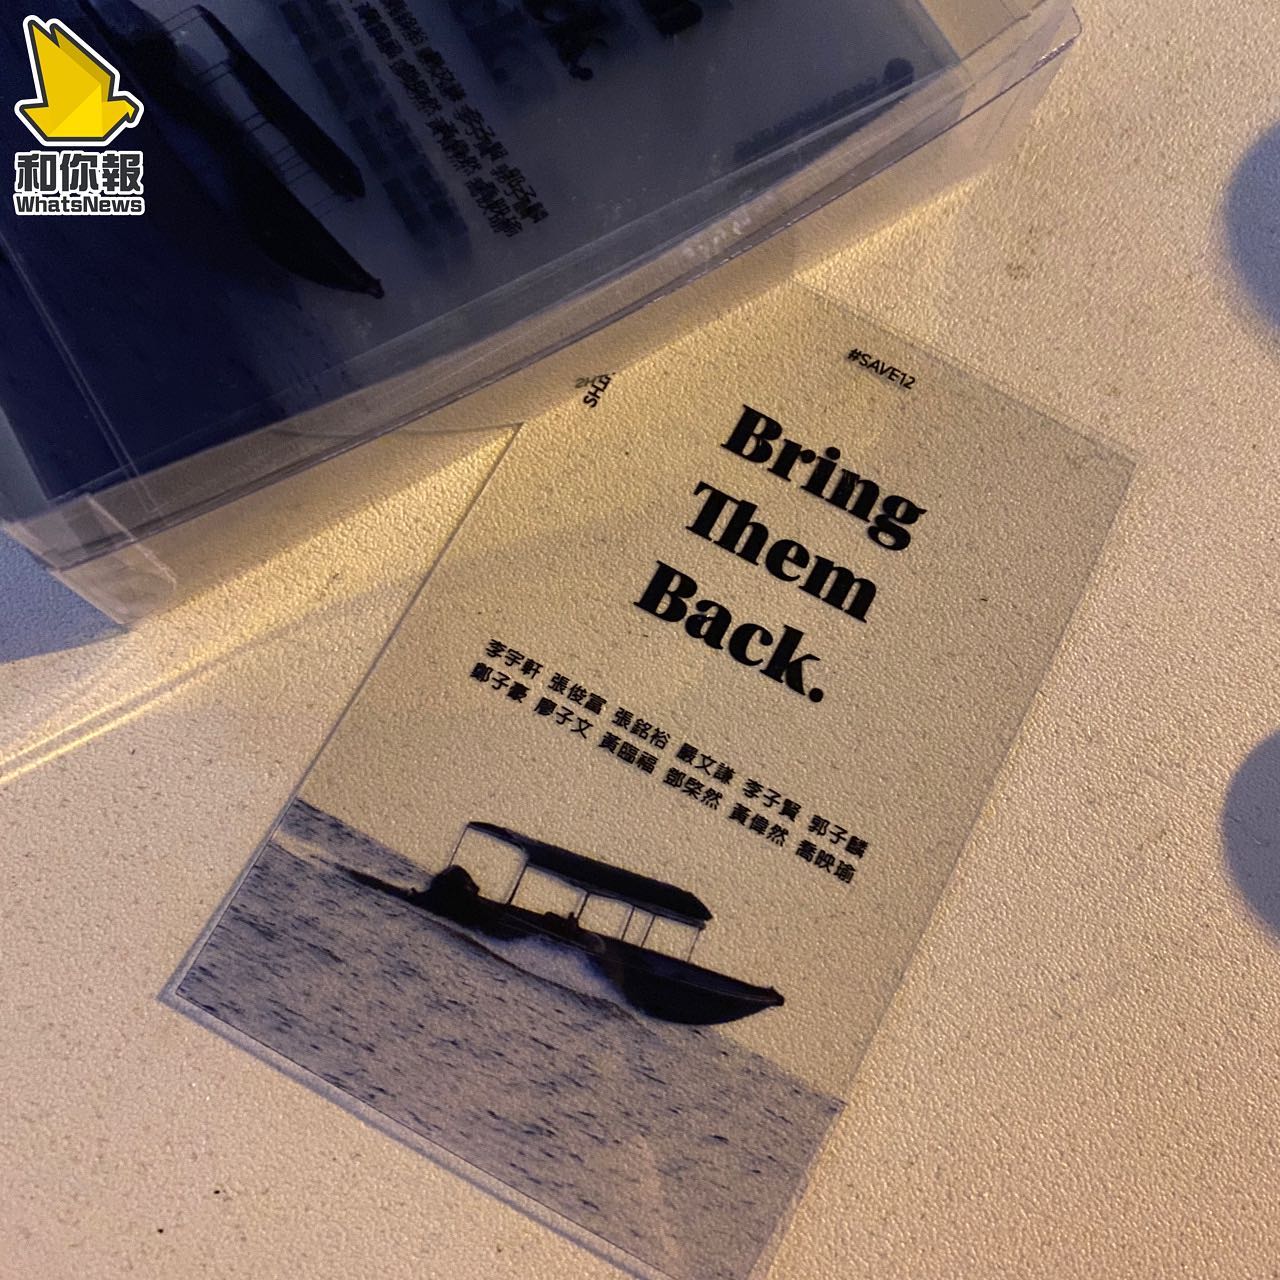 和你報
WhatsNews
#SAVE12
Bring
Them
Back.
李宇軒 張俊富 張銘裕 嚴文謙 李子賢 郭子麟
鄭子豪 廖子文 黃臨福 鄧棨然 黃偉然 喬映瑜